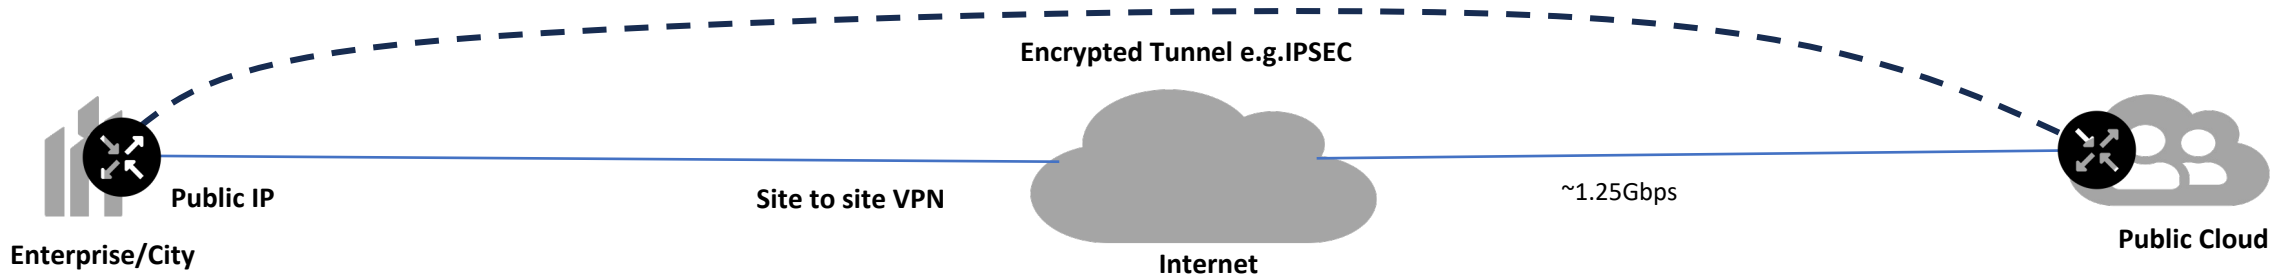 Encrypted Tunnel e.g.IPSEC
Public IP
Site to site VPN
~1.25Gbps
Enterprise/City
Internet
Public Cloud